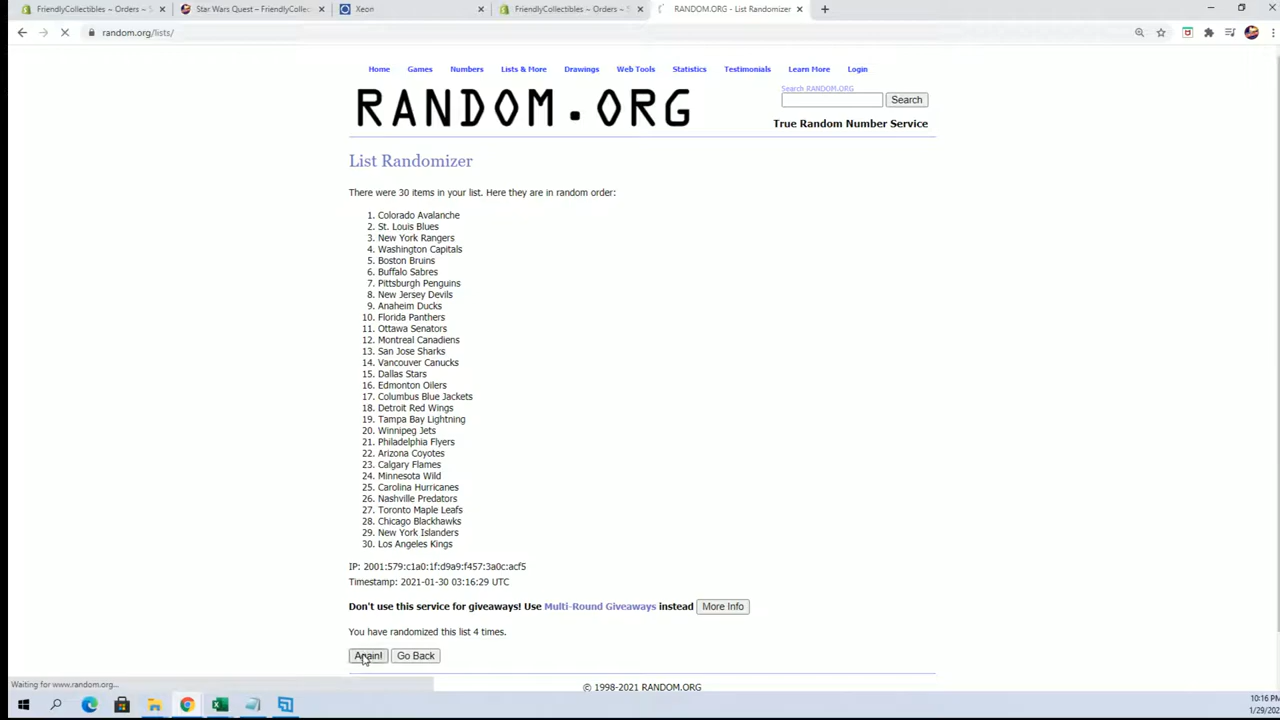 FriendlyCollectibles ~ Orders ~ S
Star Wars Quest – FriendlyCollec
Xeon
FriendlyCollectibles ~ Orders ~ S
RANDOM.ORG - List Randomizer
random.org/lists/
Home Games Numbers Lists & More Drawings Web Tools Statistics Testimonials Learn More Login
Search RANDOM.ORG
RANDOM.ORG
Search
True Random Number Service
List Randomizer
There were 30 items in your list. Here they are in random order:
1. Colorado Avalanche
2. St. Louis Blues
3. New York Rangers
4. Washington Capitals
5. Boston Bruins
6. Buffalo Sabres
7. Pittsburgh Penguins
8. New Jersey Devils
9. Anaheim Ducks
10. Florida Panthers
11. Ottawa Senators
12. Montreal Canadiens
13. San Jose Sharks
14. Vancouver Canucks
15. Dallas Stars
16. Edmonton Oilers
17. Columbus Blue Jackets
18. Detroit Red Wings
19. Tampa Bay Lightning
20. Winnipeg Jets
21. Philadelphia Flyers
22. Arizona Coyotes
23. Calgary Flames
24. Minnesota Wild
25. Carolina Hurricanes
26. Nashville Predators
27. Toronto Maple Leafs
28. Chicago Blackhawks
29. New York Islanders
30. Los Angeles Kings
IP: 2001:579:c1a0:1f:d9a9:f457:3a0c:acf5
Timestamp: 2021-01-30 03:16:29 UTC
Don't use this service for giveaways! Use Multi-Round Giveaways instead More Info
You have randomized this list 4 times.
Again! Go Back
Waiting for www.random.org...
© 1998-2021 RANDOM.ORG
10:16 PM
1/29/202